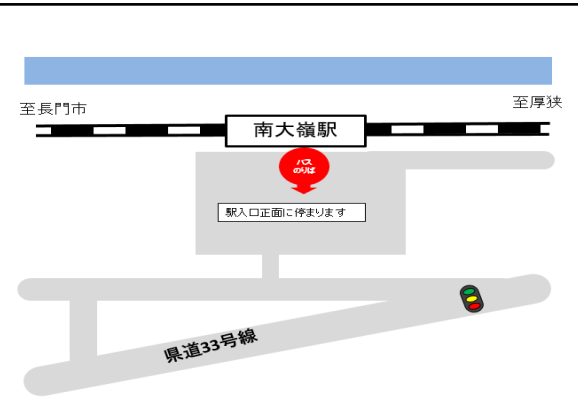 至長門市
至厚狭
南大嶺駅
バス
のりば
駅入口正面に停まります
県道33号線